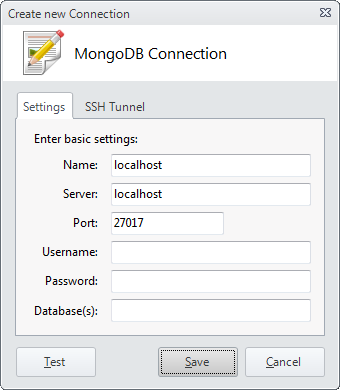 Create new Connection
MongoDB Connection
Settings SSH Tunnel
Enter basic settings:
Name: localhost
Server: localhost
Port: 27017
Username:
Password:
Database(s):
Test Save Cancel